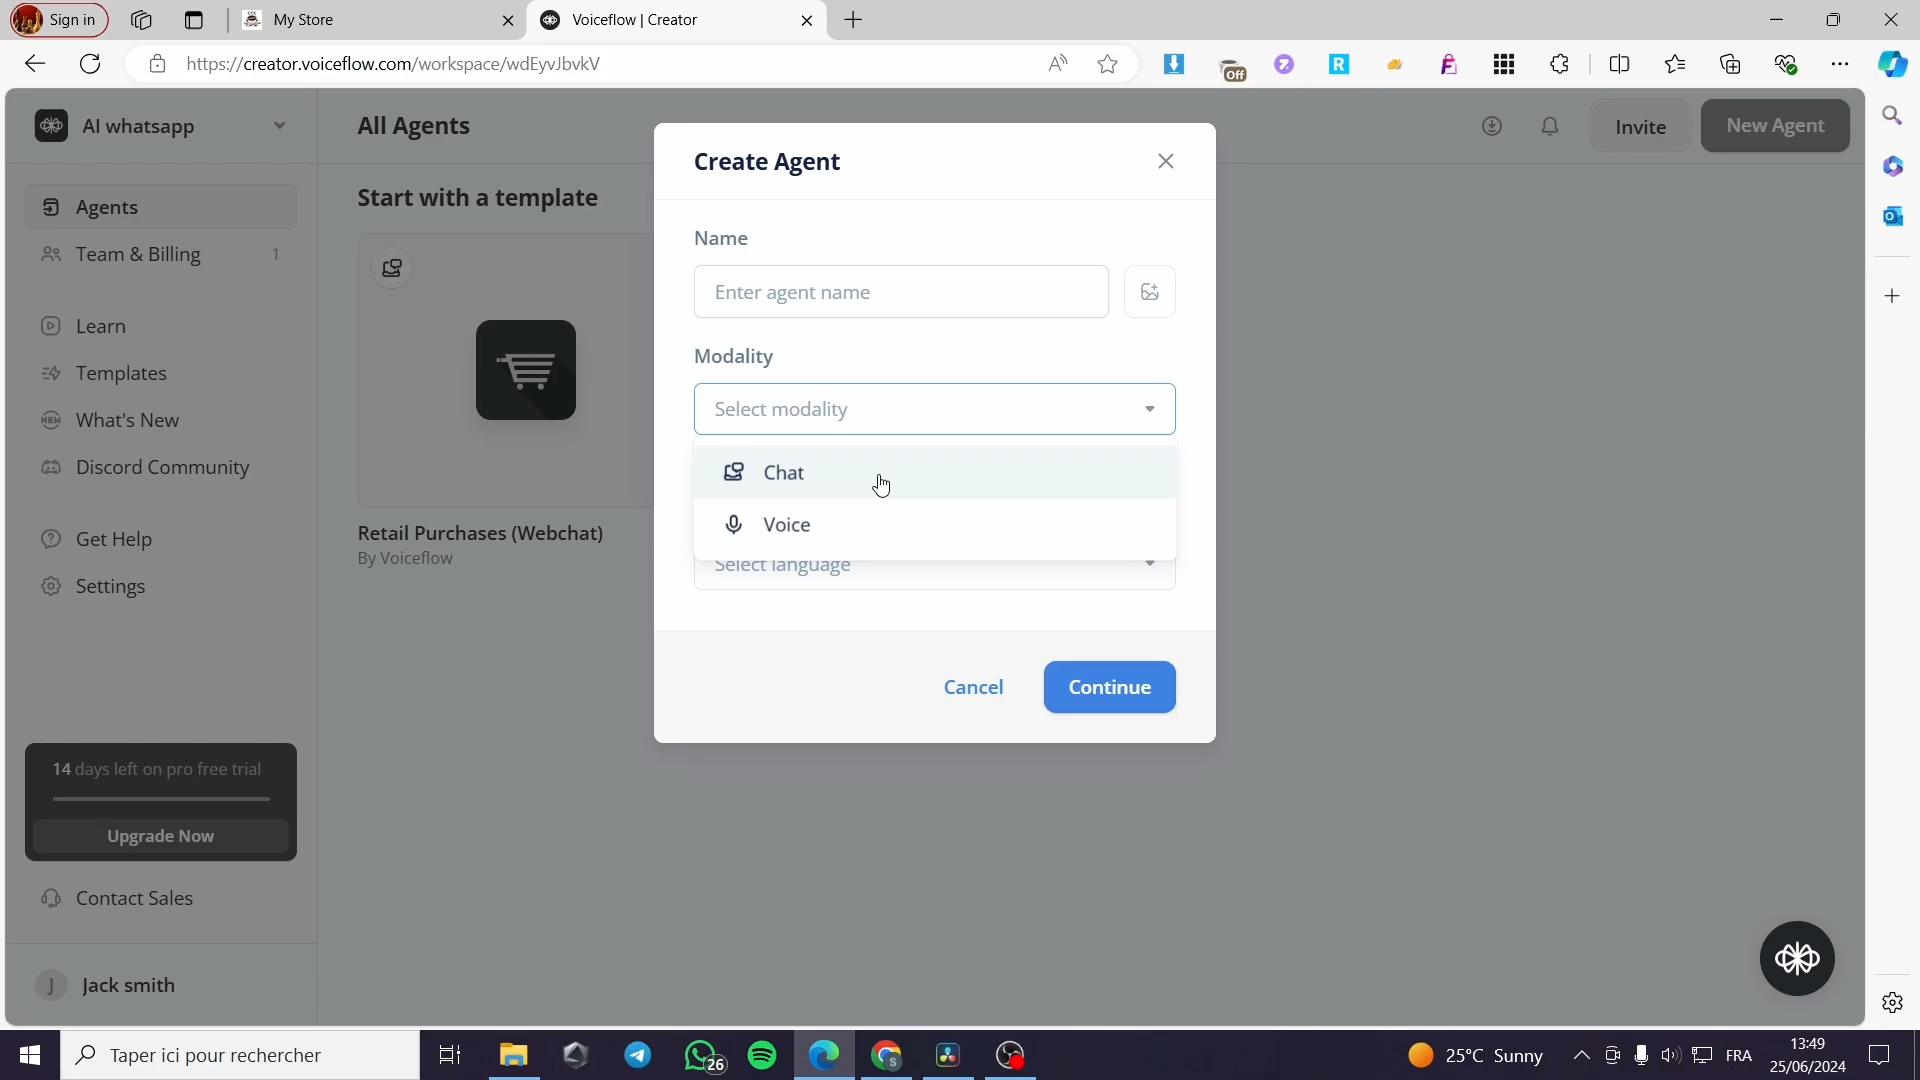 Sign in
My Store
Voiceflow | Creator
https://creator.voiceflow.com/workspace/wdEyvJbvkV
Off
AI whatsapp
All Agents
Invite
New Agent
Create Agent
Agents
Start with a template
Team & Billing 1
Name
Enter agent name
Learn
Modality
Templates
Select modality
What's New
Chat
Discord Community
Voice
Retail Purchases (Webchat)
By Voiceflow
Get Help
Select language
Settings
Cancel
Continue
14 days left on pro free trial
Upgrade Now
Contact Sales
J
Jack smith
Taper ici pour rechercher
26
25°C Sunny
FRA
13:49
25/06/2024